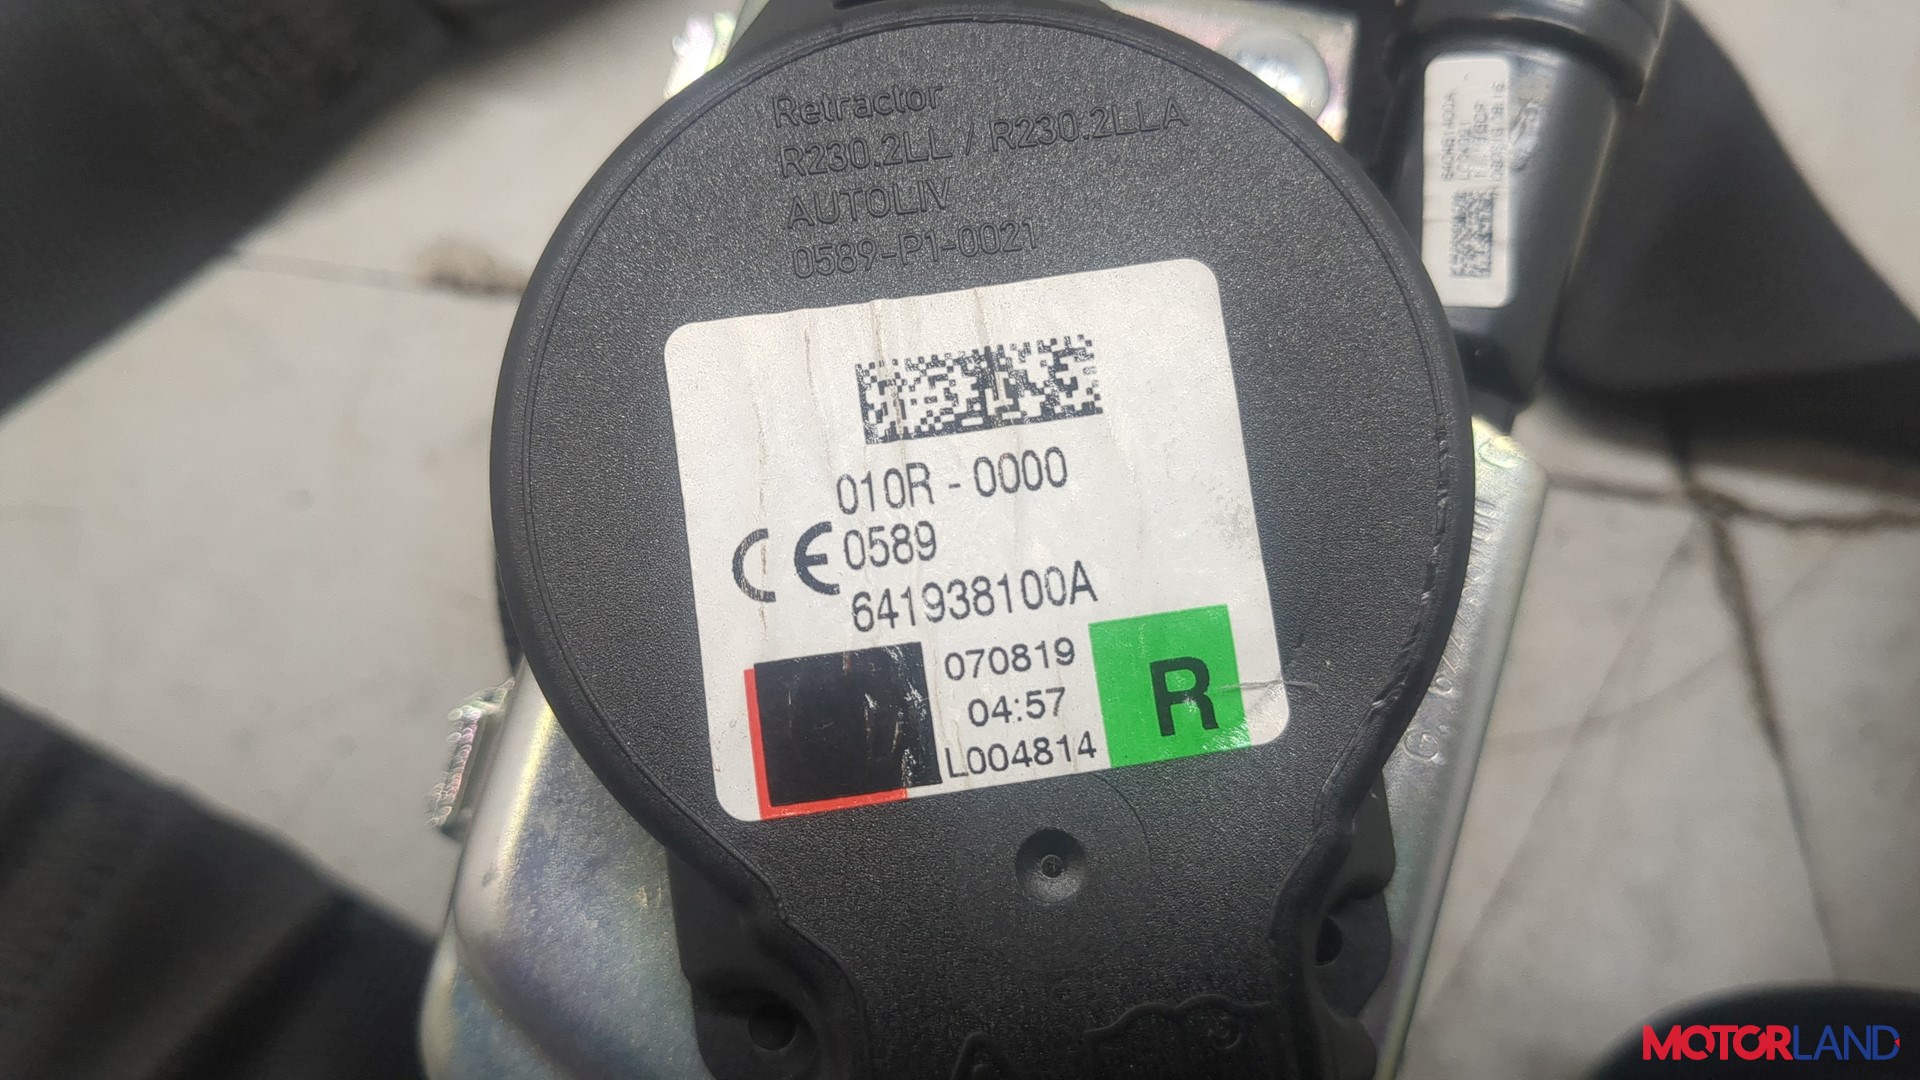 Retractor
R230.2LL / R230.2LLA
AUTOLIV
0589-P1-0021
010R - 0000
CE 0589
641938100A
070819
04:57
L004814
R
MOTORLAND